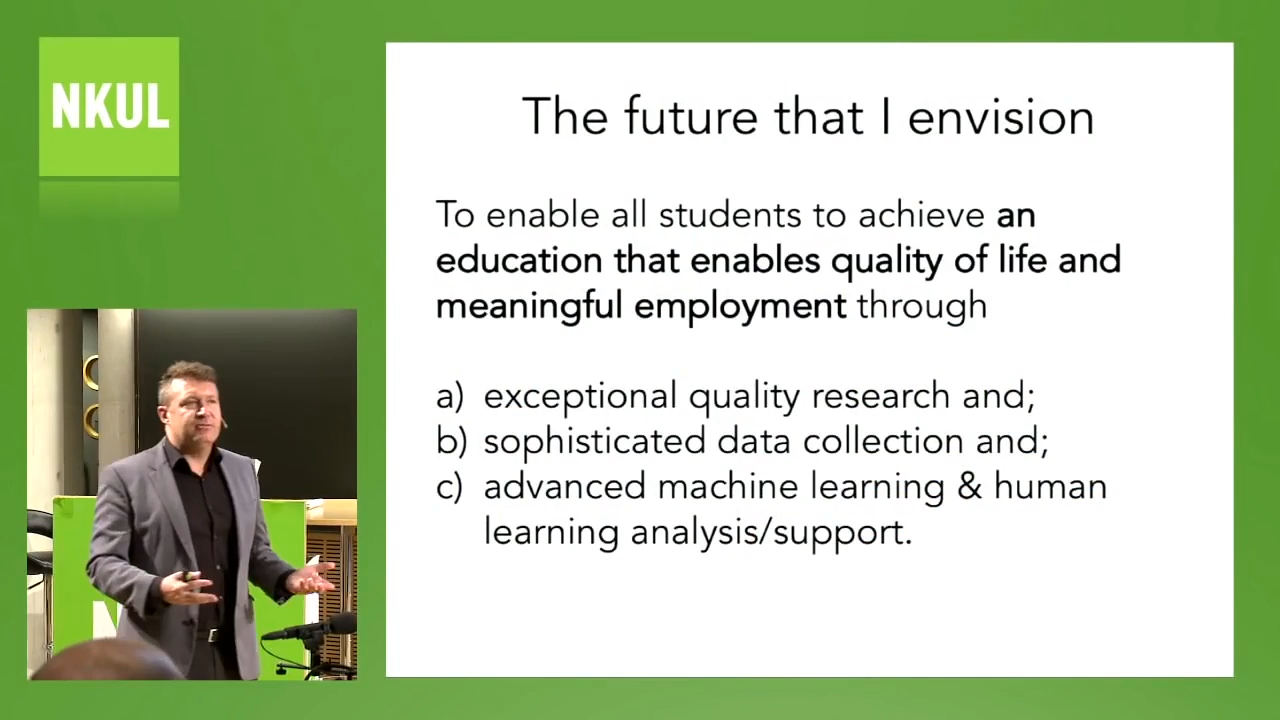 NKUL
The future that I envision
To enable all students to achieve an
education that enables quality of life and
meaningful employment through
a) exceptional quality research and;
b) sophisticated data collection and;
c) advanced machine learning & human
learning analysis/support.
N